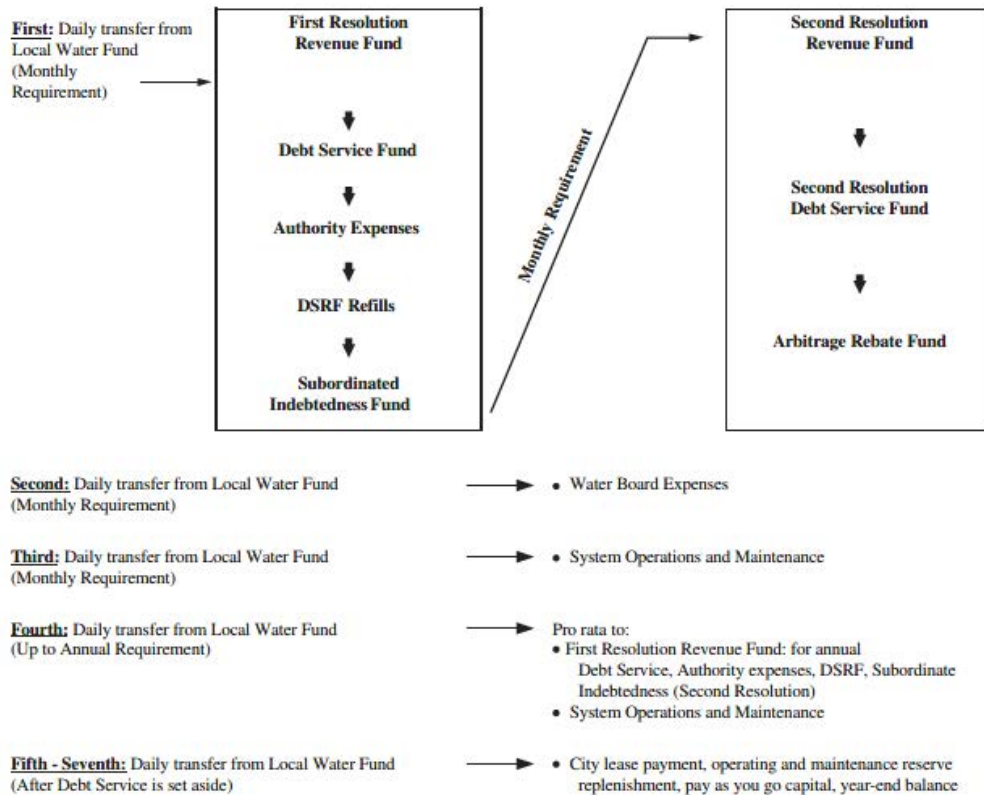 First: Daily transfer from
Local Water Fund
(Monthly
Requirement)
First Resolution
Revenue Fund
Debt Service Fund
Authority Expenses
DSRF Refills
Subordinated
Indebtedness Fund
Monthly Requirement
Second Resolution
Revenue Fund
Second Resolution
Debt Service Fund
Arbitrage Rebate Fund
Second: Daily transfer from Local Water Fund
(Monthly Requirement)
• Water Board Expenses
Third: Daily transfer from Local Water Fund
(Monthly Requirement)
• System Operations and Maintenance
Fourth: Daily transfer from Local Water Fund
(Up to Annual Requirement)
Pro rata to:
• First Resolution Revenue Fund: for annual
Debt Service, Authority expenses, DSRF, Subordinate
Indebtedness (Second Resolution)
• System Operations and Maintenance
Fifth - Seventh: Daily transfer from Local Water Fund
(After Debt Service is set aside)
• City lease payment, operating and maintenance reserve
replenishment, pay as you go capital, year-end balance